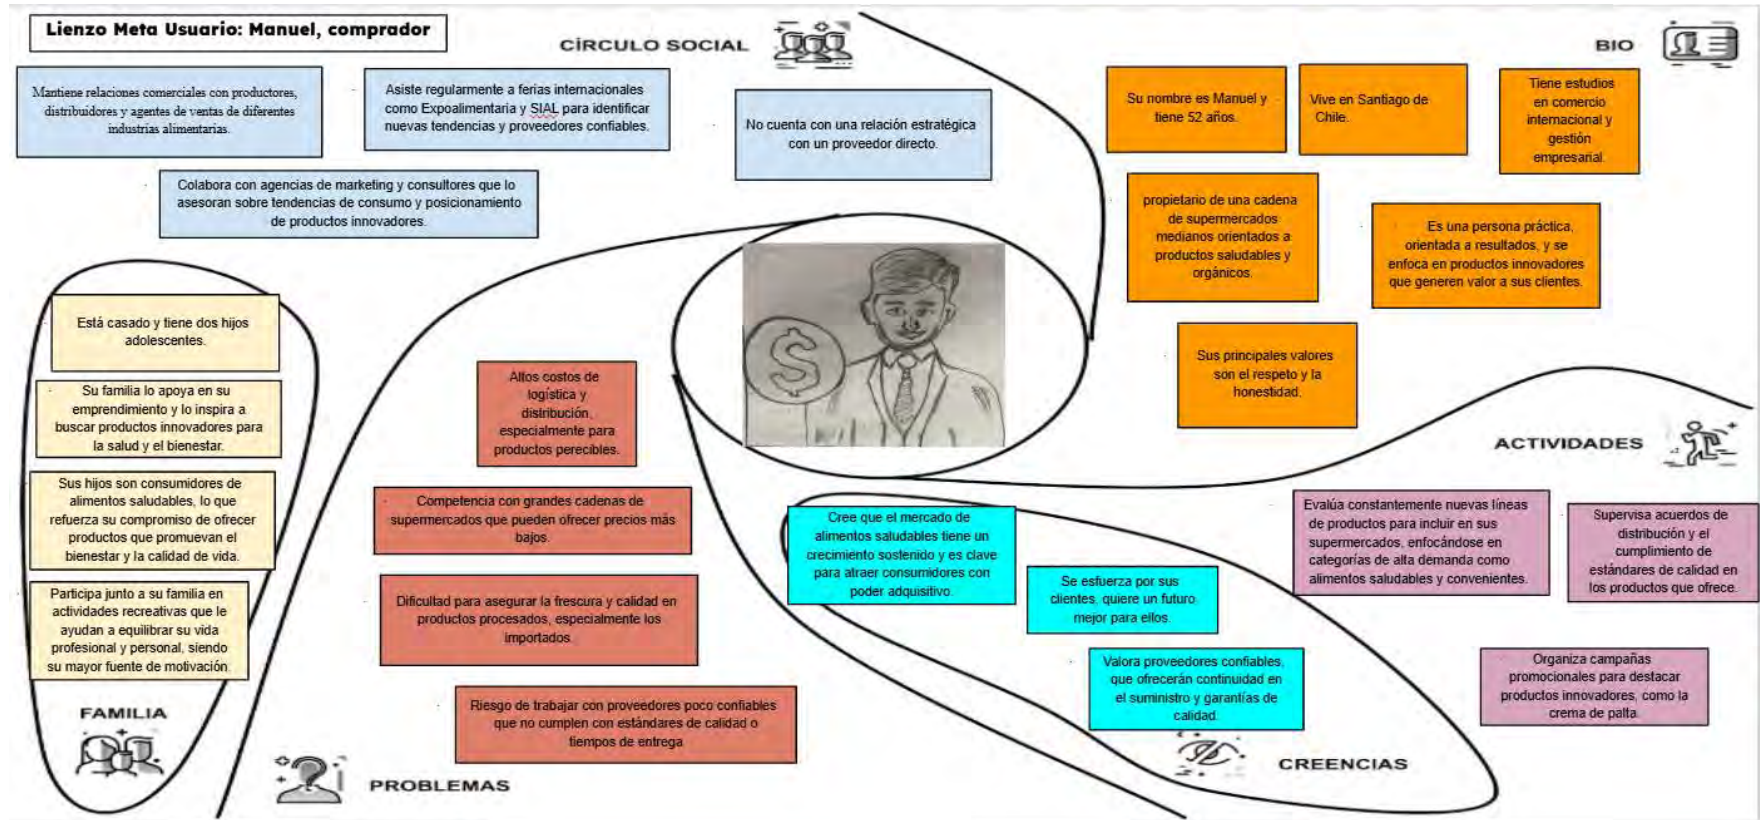 Lienzo Meta Usuario: Manuel, comprador
CÍRCULO SOCIAL
Mantiene relaciones comerciales con productores,
distribuidores y agentes de ventas de diferentes
industrias alimentarias.
Asiste regularmente a ferias internacionales
como Expoalimentaria y SIAL para identificar
nuevas tendencias y proveedores confiables.
No cuenta con una relación estratégica
con un proveedor directo.
Colabora con agencias de marketing y consultores que lo
asesoran sobre tendencias de consumo y posicionamiento
de productos innovadores.
BIO
Su nombre es Manuel y
tiene 52 años.
Vive en Santiago de
Chile.
Tiene estudios
en comercio
internacional y
gestión
empresarial.
propietario de una cadena
de supermercados
medianos orientados a
productos saludables y
orgánicos.
Es una persona práctica,
orientada a resultados, y se
enfoca en productos innovadores
que generen valor a sus clientes.
Sus principales valores
son el respeto y la
honestidad.
Está casado y tiene dos hijos
adolescentes.
Su familia lo apoya en su
emprendimiento y lo inspira a
buscar productos innovadores para
la salud y el bienestar.
Sus hijos son consumidores de
alimentos saludables, lo que
refuerza su compromiso de ofrecer
productos que promuevan el
bienestar y la calidad de vida.
Participa junto a su familia en
actividades recreativas que le
ayudan a equilibrar su vida
profesional y personal, siendo
su mayor fuente de motivación.
FAMILIA
$
Altos costos de
logística y
distribución,
especialmente para
productos perecibles.
Competencia con grandes cadenas de
supermercados que pueden ofrecer precios más
bajos.
Dificultad para asegurar la frescura y calidad en
productos procesados, especialmente los
importados.
Riesgo de trabajar con proveedores poco confiables
que no cumplen con estándares de calidad o
tiempos de entrega
PROBLEMAS
Cree que el mercado de
alimentos saludables tiene un
crecimiento sostenido y es clave
para atraer consumidores con
poder adquisitivo.
Se esfuerza por sus
clientes, quiere un futuro
mejor para ellos.
Valora proveedores confiables,
que ofrecerán continuidad en
el suministro y garantías de
calidad.
CREENCIAS
ACTIVIDADES
Evalúa constantemente nuevas líneas
de productos para incluir en sus
supermercados, enfocándose en
categorías de alta demanda como
alimentos saludables y convenientes.
Supervisa acuerdos de
distribución y el
cumplimiento de
estándares de calidad en
los productos que ofrece.
Organiza campañas
promocionales para destacar
productos innovadores, como la
crema de palta.